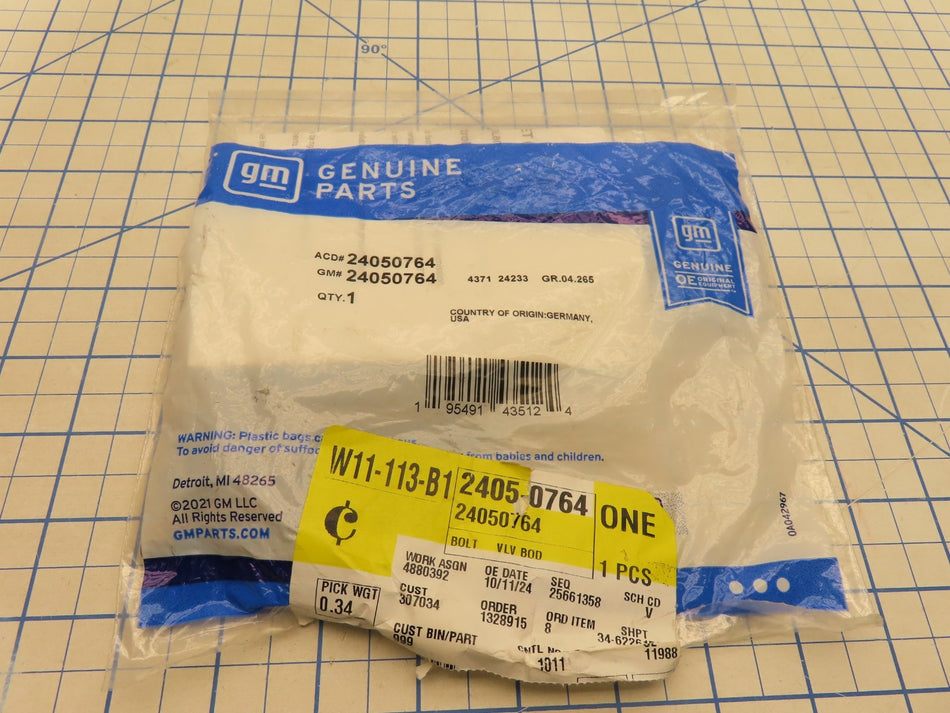 90°
gm GENUINE
PARTS
gm
GENUINE
OE ORIGINAL
EQUIPMENT
ACD# 24050764
GM# 24050764
4371 24233 GR.04.265
QTY. 1
COUNTRY OF ORIGIN:GERMANY,
USA
1 95491 43512 4
WARNING: Plastic bags
To avoid danger of from babies and children.
Detroit, MI 48265
©2021 GM LLC
All Rights Reserved
GMPARTS.COM
0A042967
W11-113-B1 2405-0764 ONE
¢ 24050764
BOLT VLV BOD
1 PCS
WORK ASGN
4880392
OE DATE
10/11/24
SEQ
25661358
SCH CD
V
PICK WGT
0.34
CUST
307034
ORDER
1328915
ORD ITEM
8
SHPT
11988
CUST BIN/PART
999
1011